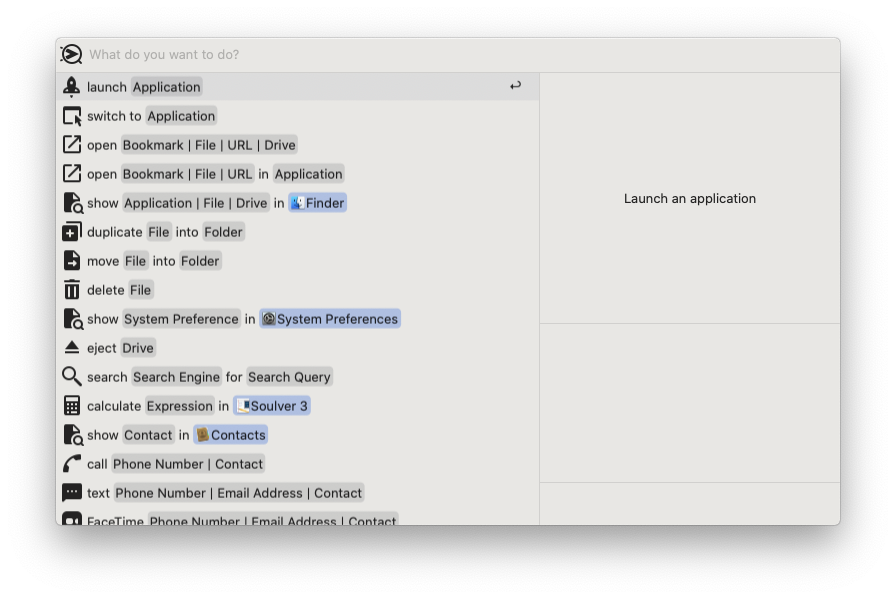 What do you want to do?
launch Application
switch to Application
open Bookmark | File | URL | Drive
open Bookmark | File | URL in Application
show Application | File | Drive in Finder
duplicate File into Folder
move File into Folder
delete File
show System Preference in System Preferences
eject Drive
search Search Engine for Search Query
calculate Expression in Soulver 3
show Contact in Contacts
call Phone Number | Contact
text Phone Number | Email Address | Contact
FaceTime Phone Number | Email Address | Contact
Launch an application